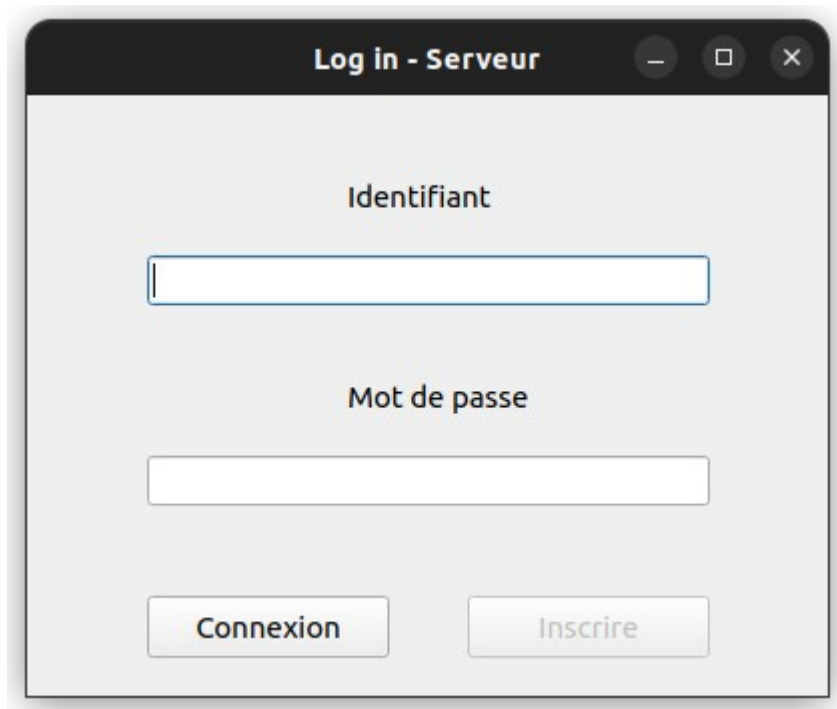 Log in - Serveur
Identifiant
Mot de passe
Connexion Inscrire